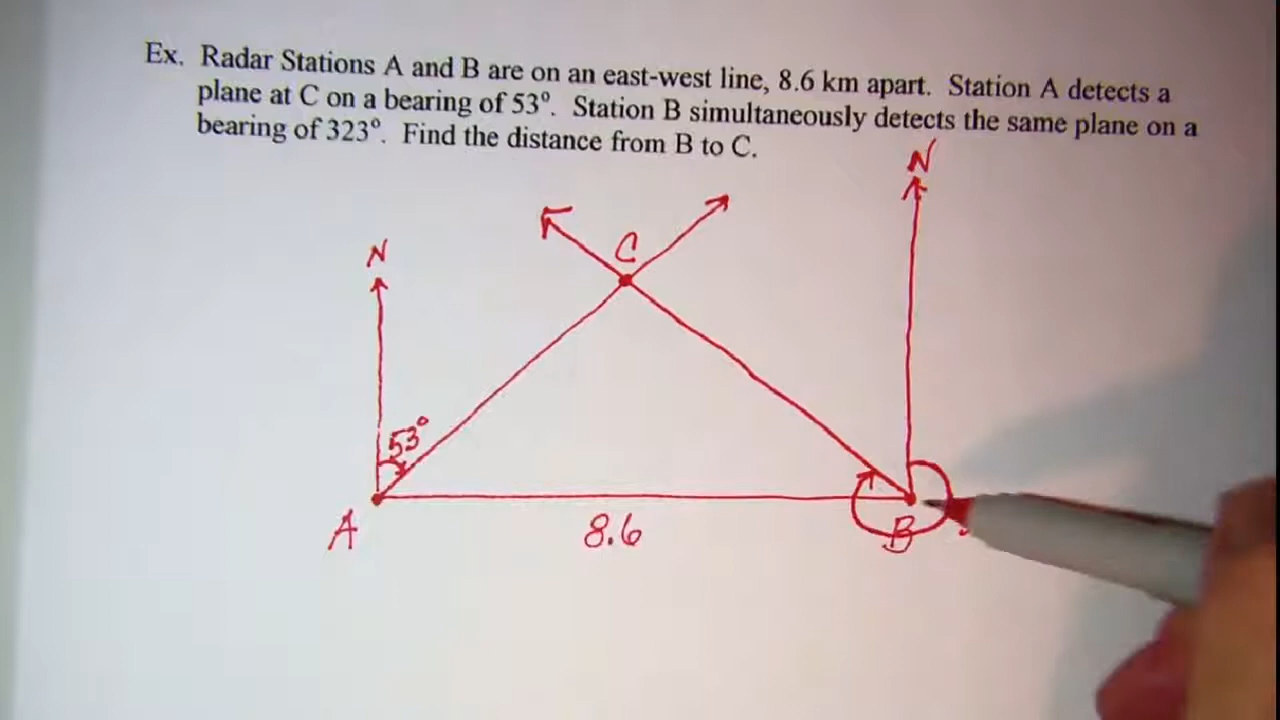 Ex. Radar Stations A and B are on an east-west line, 8.6 km apart. Station A detects a
plane at C on a bearing of 53°. Station B simultaneously detects the same plane on a
bearing of 323°. Find the distance from B to C.
N
N
C
53°
A
8.6
B